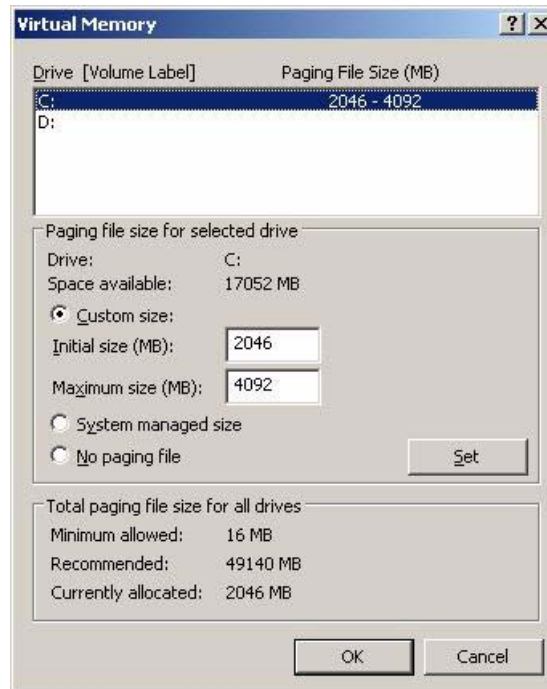 Virtual Memory
Drive [Volume Label] Paging File Size (MB)
C: 2046 - 4092
D:
Paging file size for selected drive
Drive: C:
Space available: 17052 MB
Custom size:
Initial size (MB): 2046
Maximum size (MB): 4092
System managed size
No paging file
Set
Total paging file size for all drives
Minimum allowed: 16 MB
Recommended: 49140 MB
Currently allocated: 2046 MB
OK Cancel